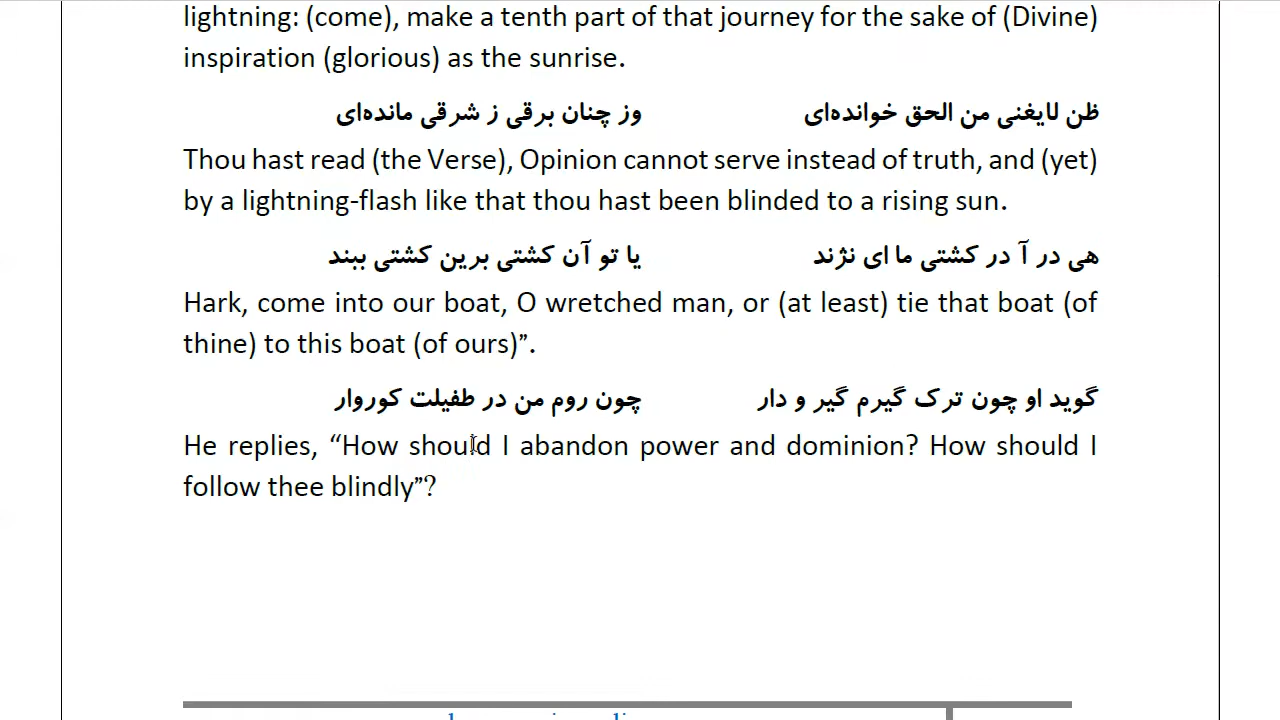 lightning: (come), make a tenth part of that journey for the sake of (Divine)
inspiration (glorious) as the sunrise.
ظن لایغنی من الحق خوانده‌ای وز چنان برقی ز شرقی مانده‌ای
Thou hast read (the Verse), Opinion cannot serve instead of truth, and (yet)
by a lightning-flash like that thou hast been blinded to a rising sun.
هی در آ در کشتی ما ای نژند یا تو آن کشتی برین کشتی ببند
Hark, come into our boat, O wretched man, or (at least) tie that boat (of
thine) to this boat (of ours)”.
گوید او چون ترک گیرم گیر و دار چون روم من در طفیلت کوروار
He replies, “How should I abandon power and dominion? How should I
follow thee blindly”?